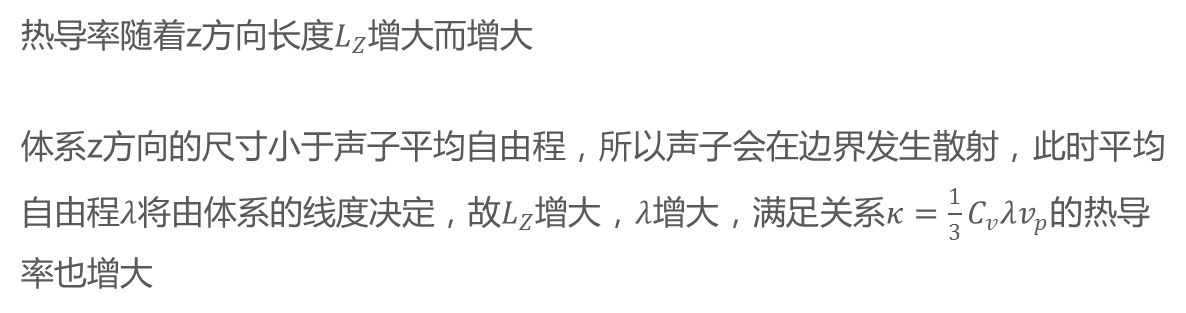 热导率随着z方向长度L_Z增大而增大
体系z方向的尺寸小于声子平均自由程，所以声子会在边界发生散射，此时平均
自由程λ将由体系的线度决定，故L_Z增大，λ增大，满足关系κ = 1/3 C_v λ v_p的热导
率也增大